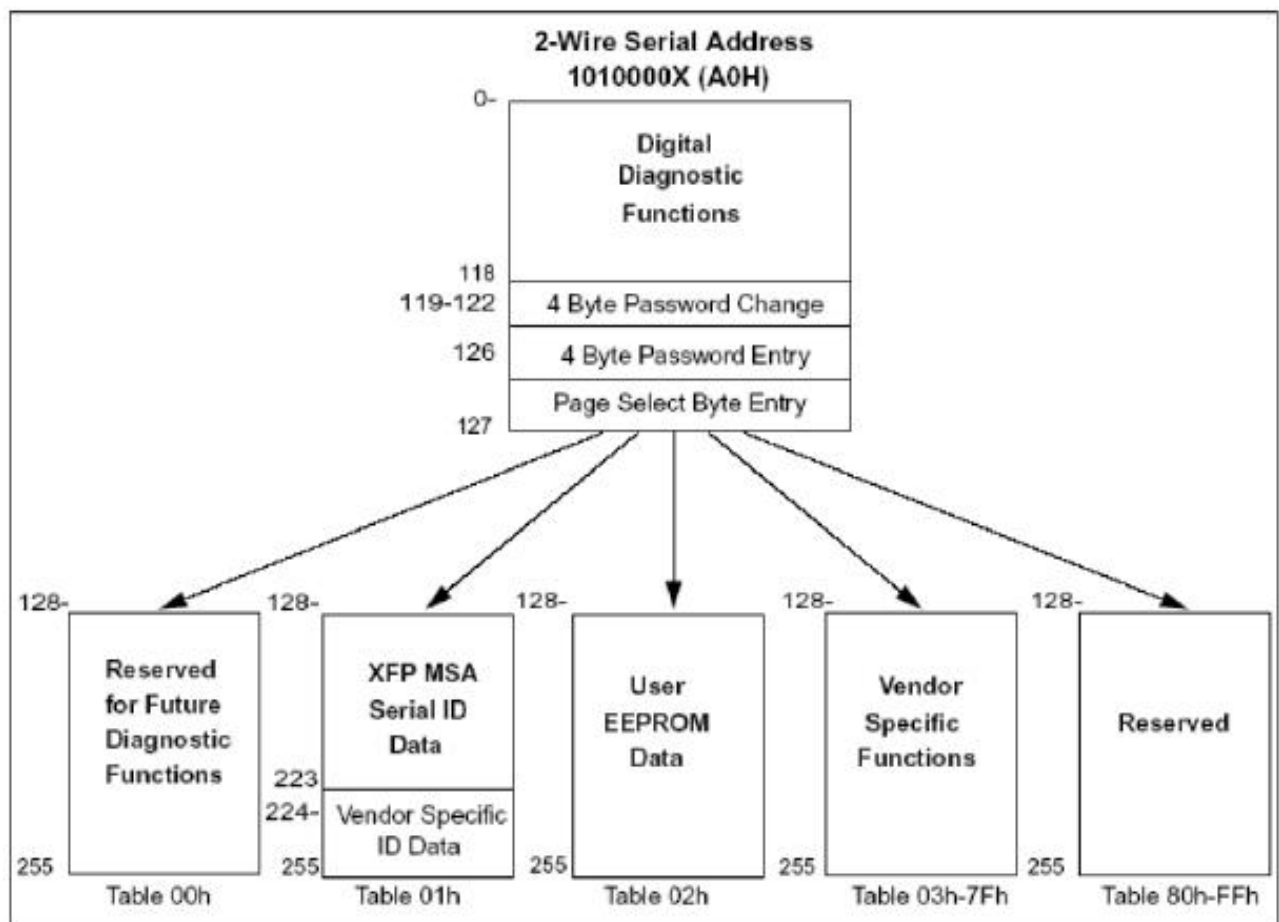 2-Wire Serial Address
1010000X (A0H)
0-
Digital
Diagnostic
Functions
118
119-122
4 Byte Password Change
126
4 Byte Password Entry
Page Select Byte Entry
127
128-
Reserved
for Future
Diagnostic
Functions
255
Table 00h
128-
XFP MSA
Serial ID
Data
223
224-
Vendor Specific
ID Data
255
Table 01h
128-
User
EEPROM
Data
255
Table 02h
128-
Vendor
Specific
Functions
255
Table 03h-7Fh
128-
Reserved
255
Table 80h-FFh